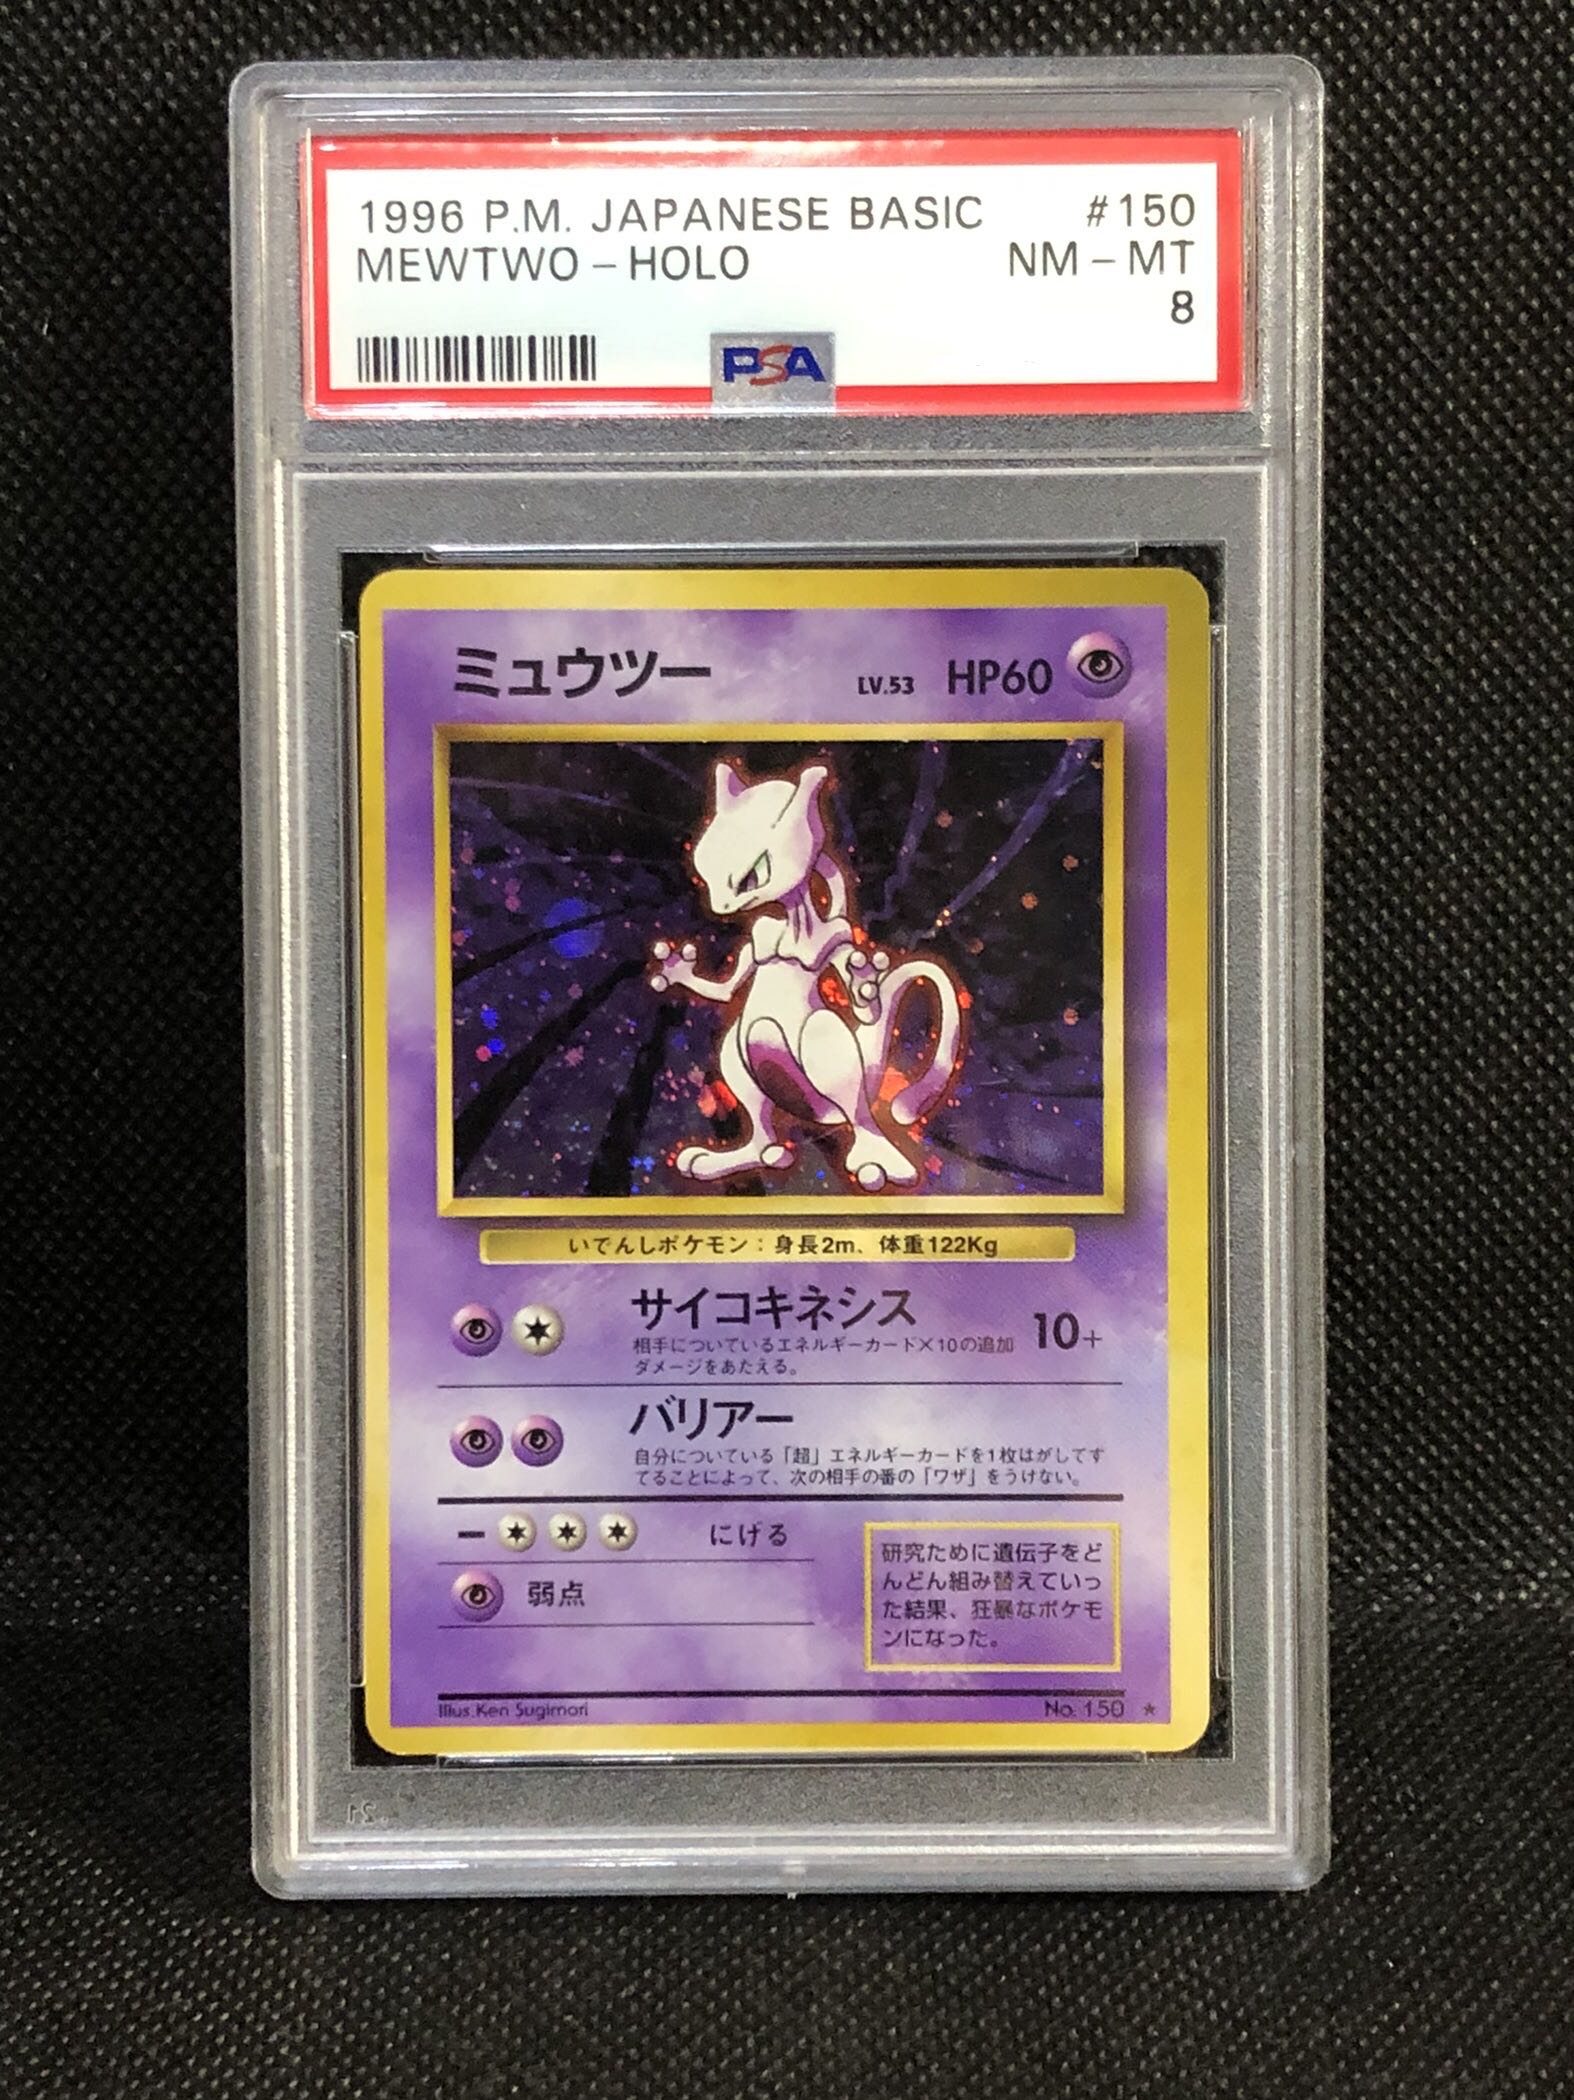 1996 P.M. JAPANESE BASIC #150
MEWTWO - HOLO NM - MT
8
PSA
ミュウツー LV.53 HP60
いでんしポケモン：身長2m、体重122Kg
サイコキネシス 10+
相手についているエネルギーカード×10の追加
ダメージをあたえる。
バリアー
自分についている「超」エネルギーカードを1枚はがしてす
てることによって、次の相手の番の「ワザ」をうけない。
にげる
弱点
研究ために遺伝子をど
んどん組み替えていっ
た結果、狂暴なポケモ
ンになった。
Illus.Ken Sugimori No. 150 ★